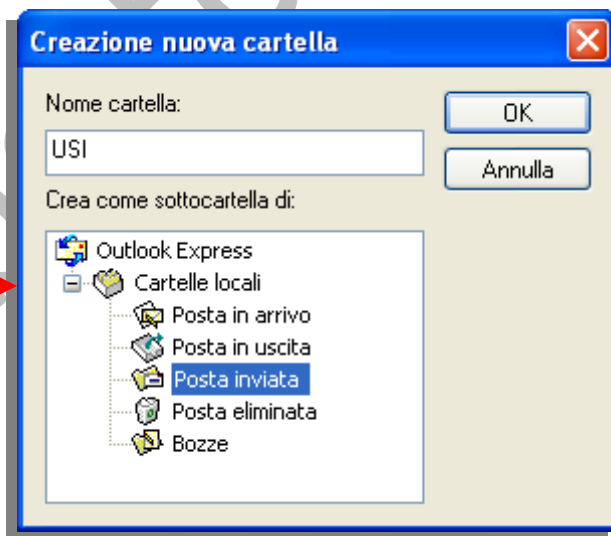 Creazione nuova cartella
Nome cartella:
OK
USI
Annulla
Crea come sottocartella di:
Outlook Express
Cartelle locali
Posta in arrivo
Posta in uscita
Posta inviata
Posta eliminata
Bozze